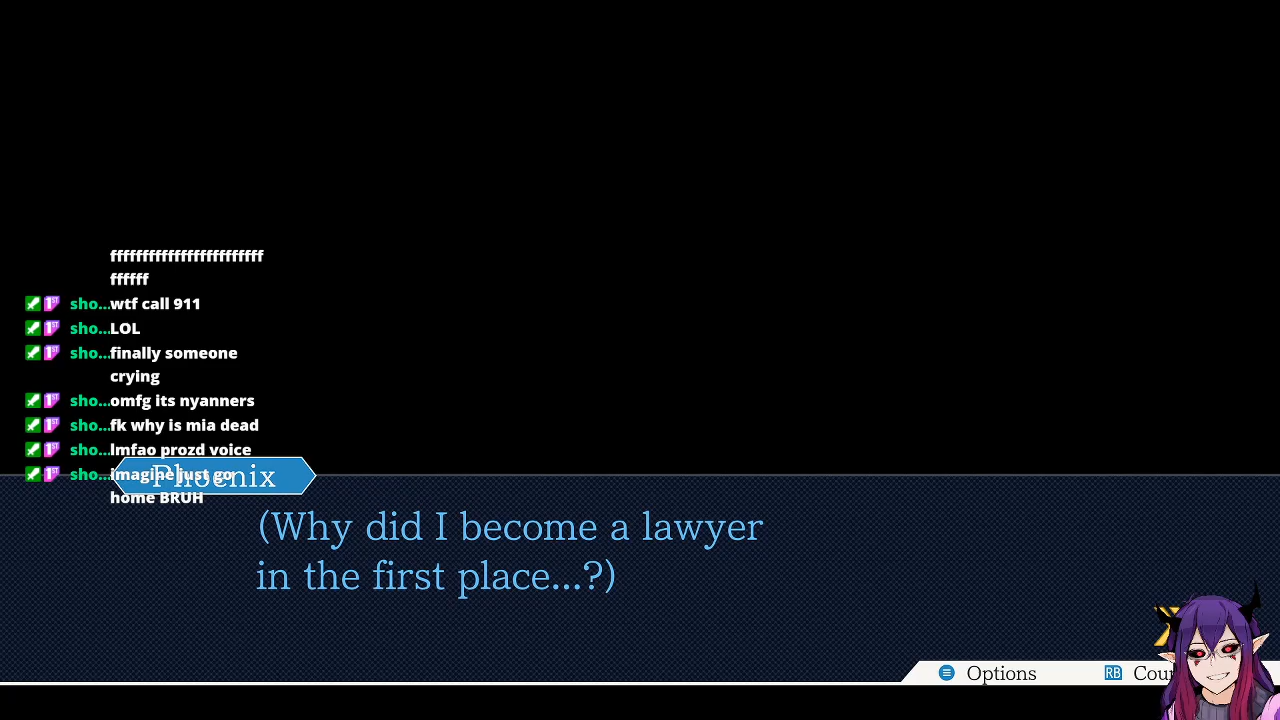 ffffffffffffffffffffffff
ffffff
sho... wtf call 911
sho... LOL
sho... finally someone
crying
sho... omfg its nyanners
sho... fk why is mia dead
sho... lmfao prozd voice
sho... imagine just go
home BRUH
Phoenix
(Why did I become a lawyer
in the first place...?)
Options
RB